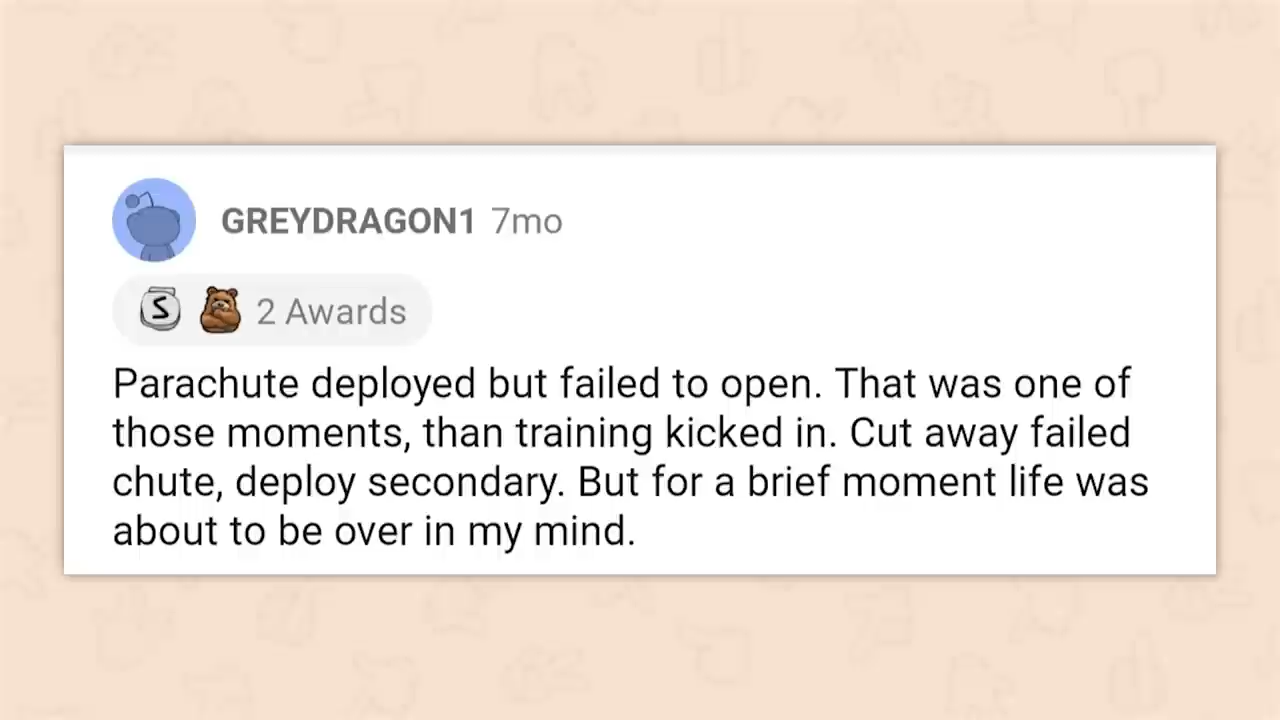 GREYDRAGON1 7mo
S 2 Awards
Parachute deployed but failed to open. That was one of
those moments, than training kicked in. Cut away failed
chute, deploy secondary. But for a brief moment life was
about to be over in my mind.